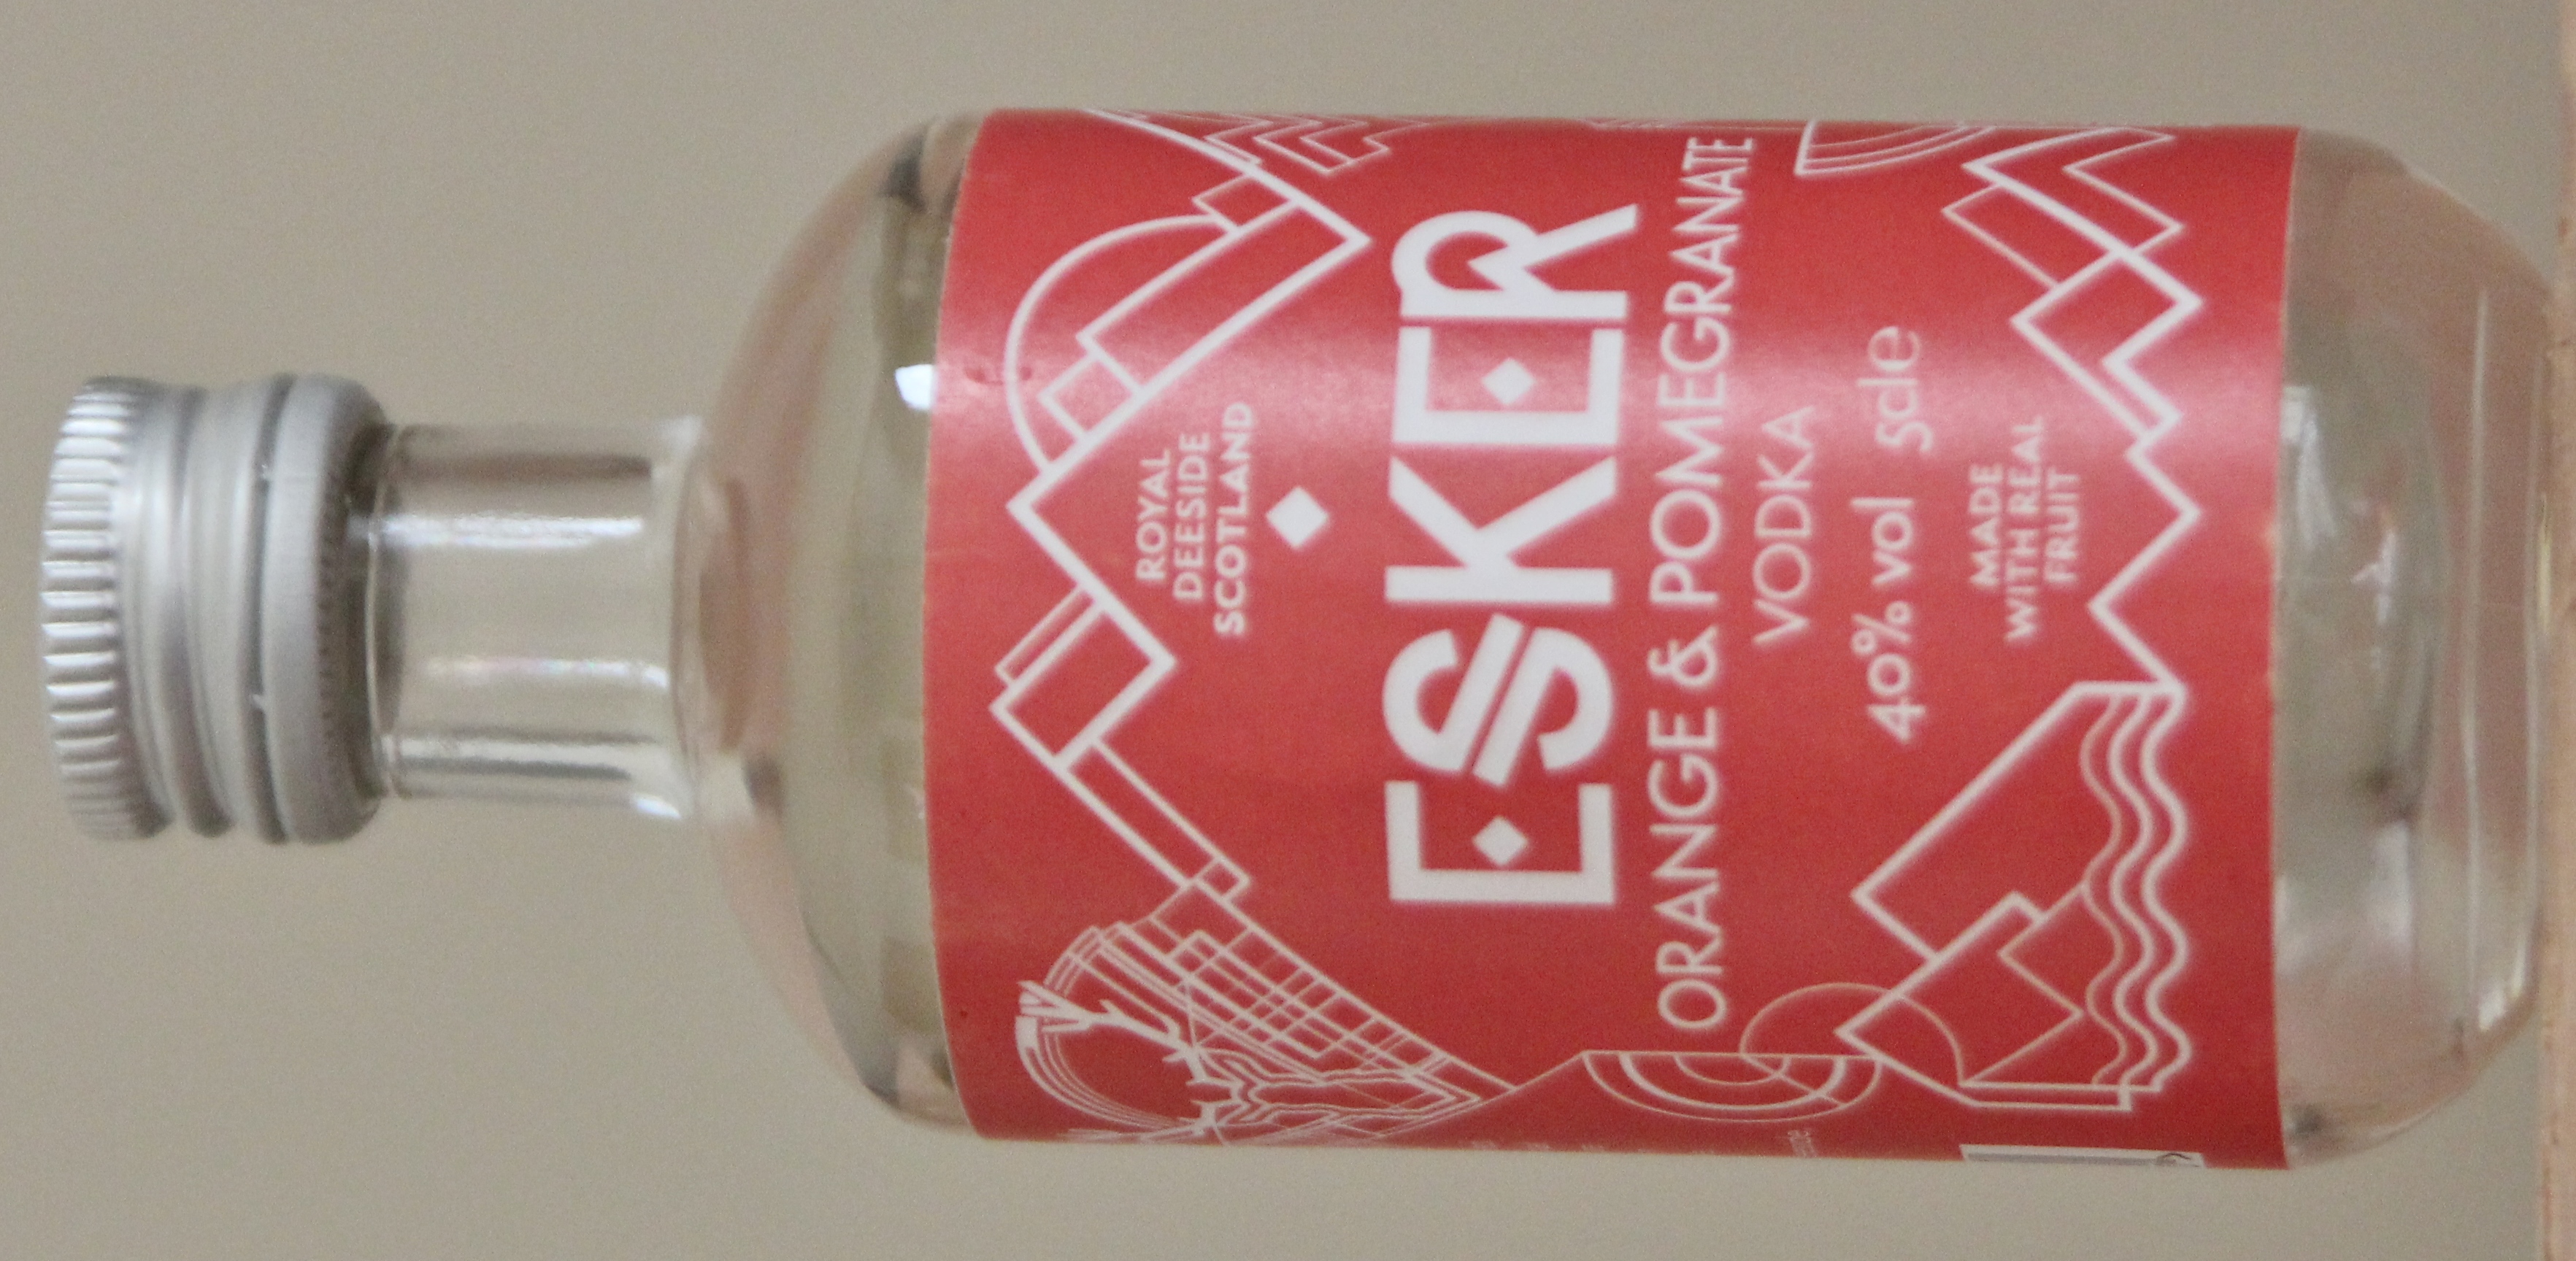 ROYAL
DEESIDE
SCOTLAND
ESKER
ORANGE & POMEGRANATE
VODKA
40% vol 5cle
MADE
WITH REAL
FRUIT